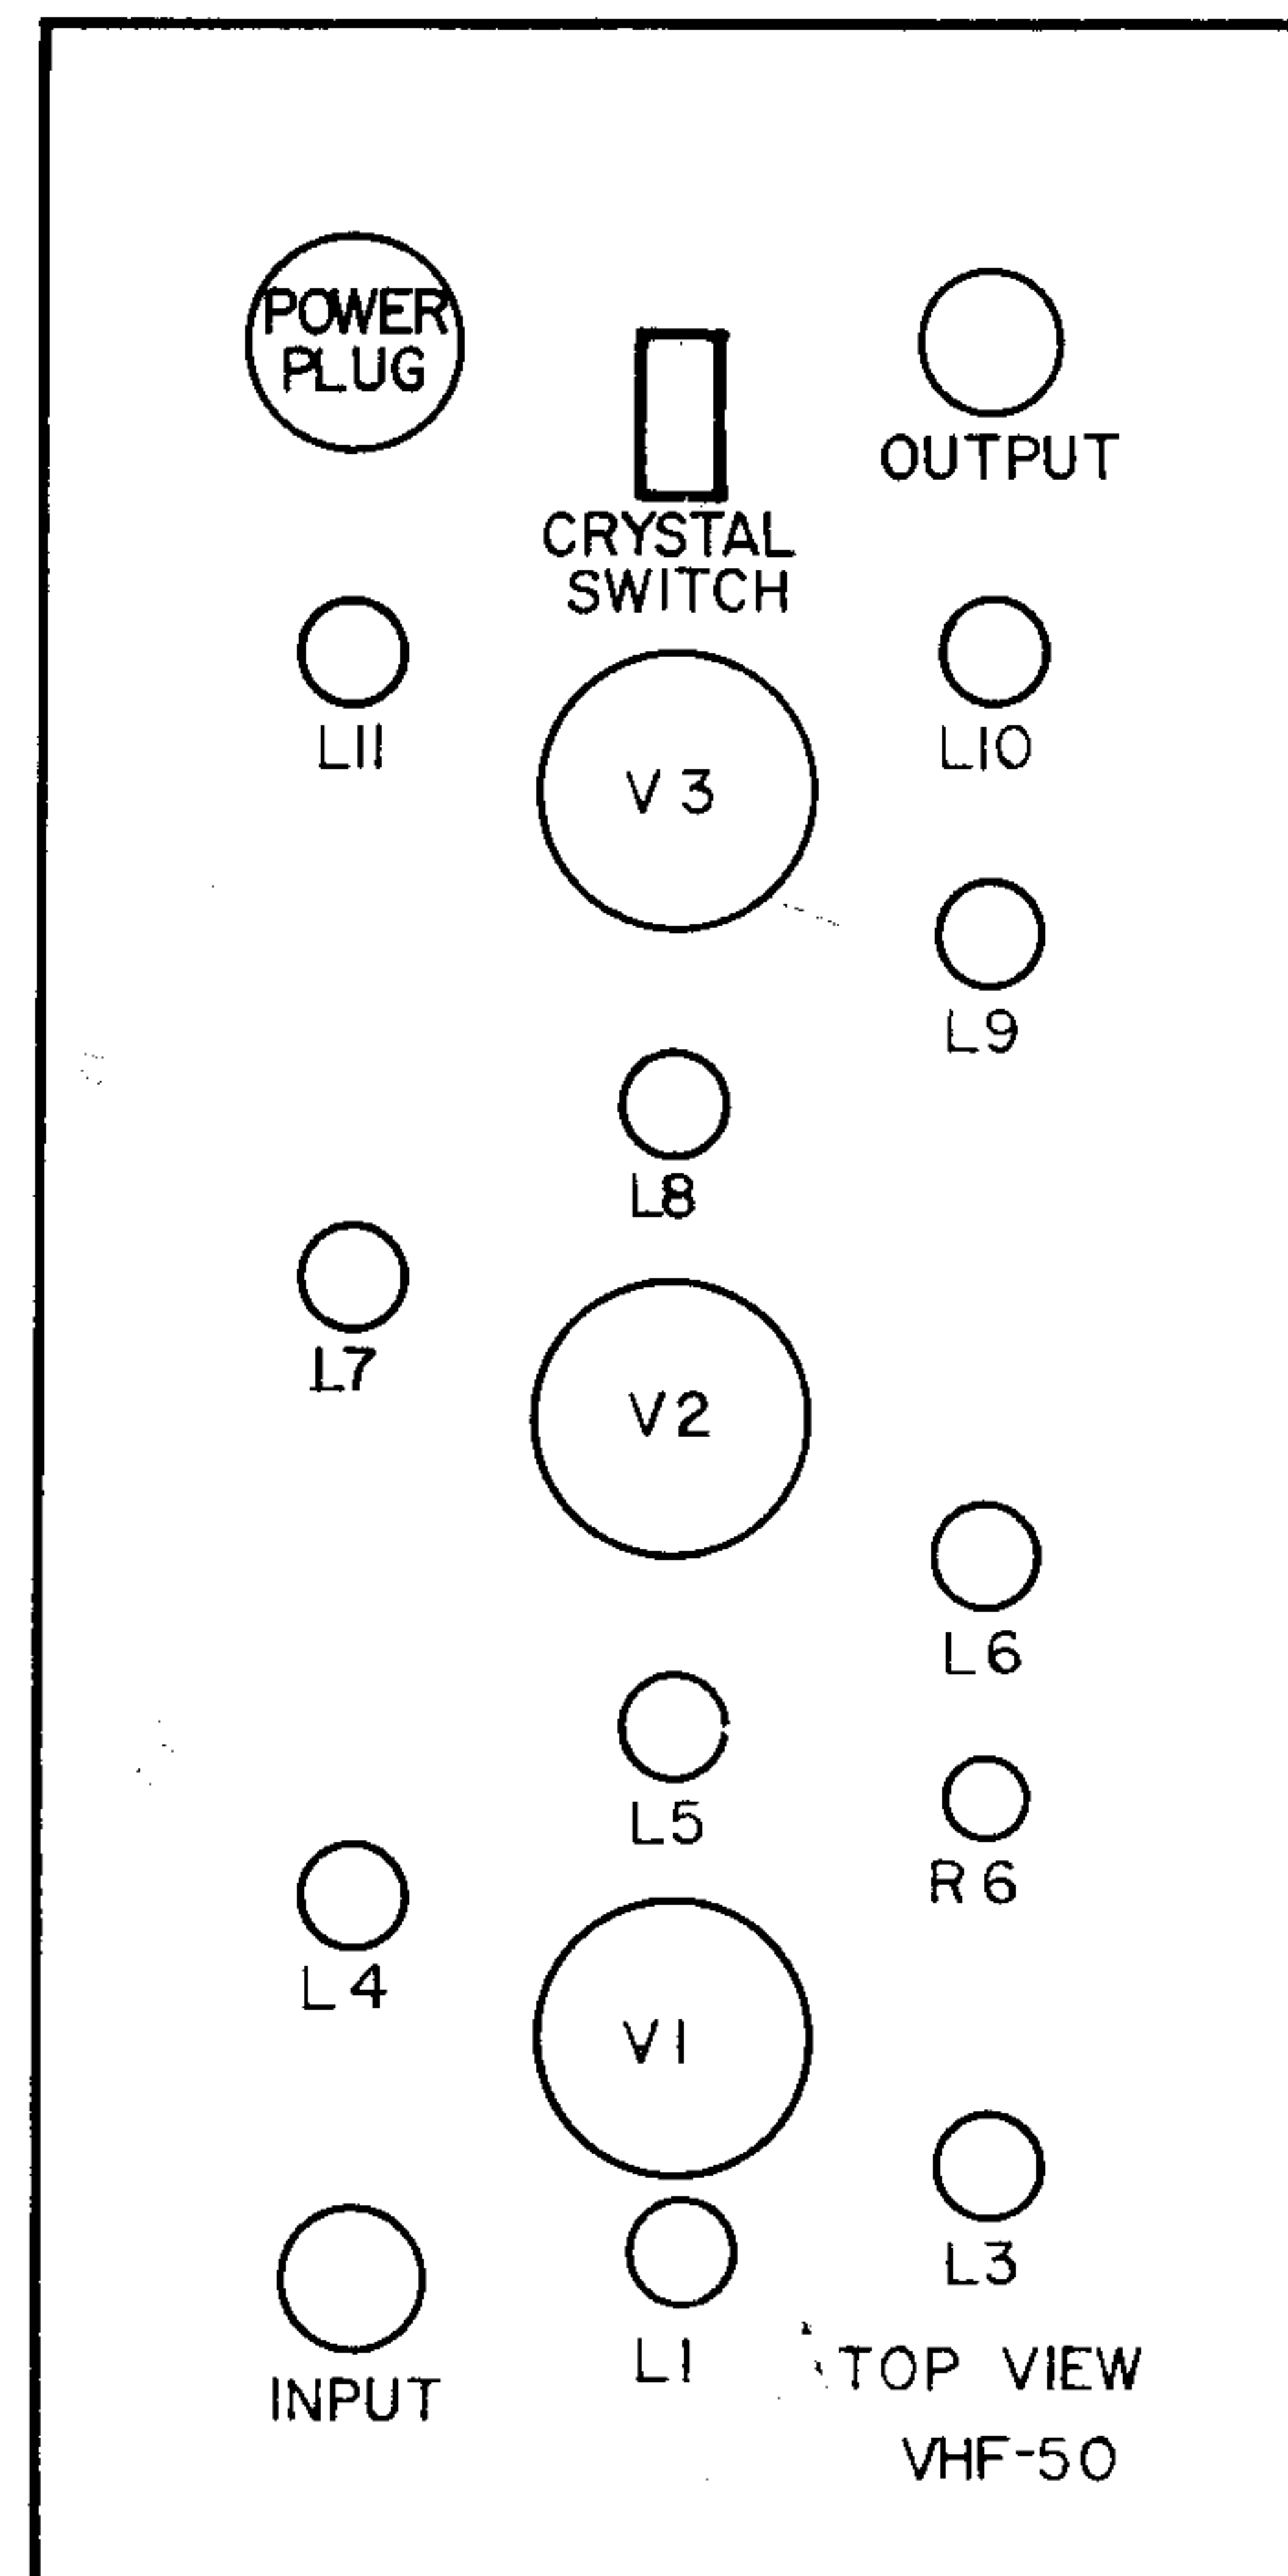 POWER
PLUG
OUTPUT
CRYSTAL
SWITCH
L11
L10
V3
L9
L8
L7
V2
L6
L5
R6
L4
V1
L3
L1
INPUT
TOP VIEW
VHF-50